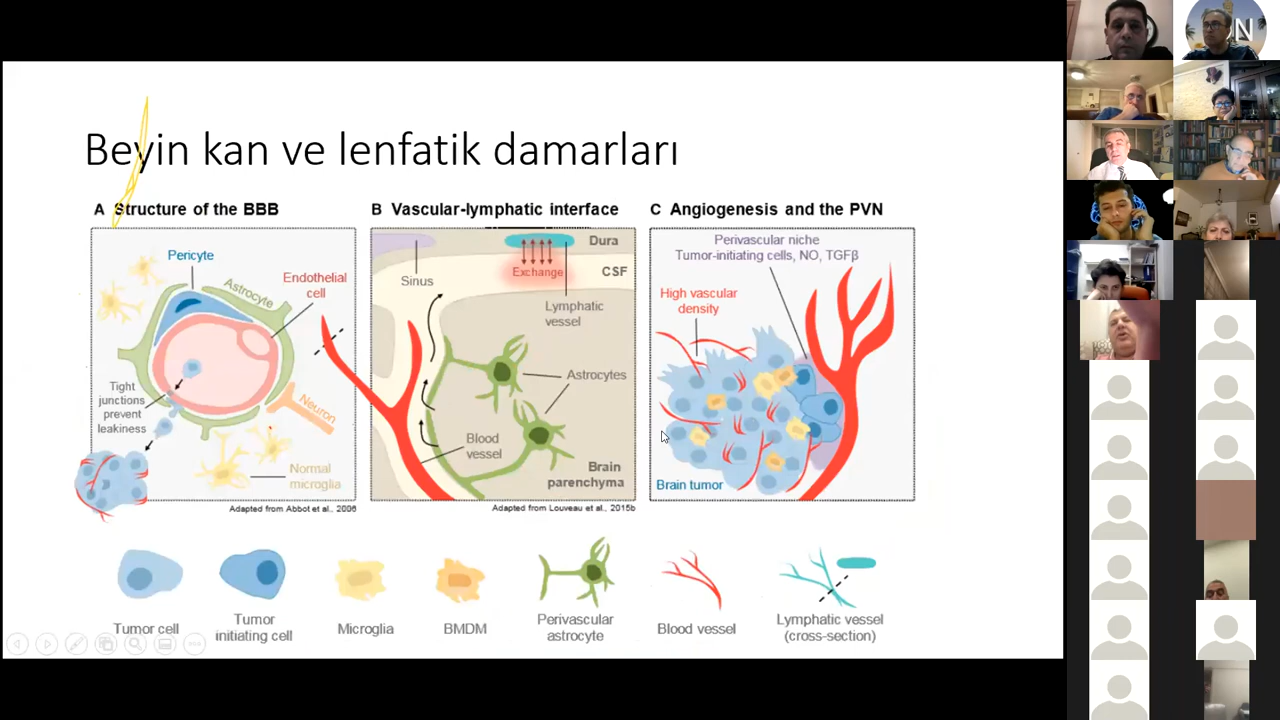 Beyin kan ve lenfatik damarları
A Structure of the BBB
Pericyte
Astrocyte
Endothelial
cell
Tight
junctions
prevent
leakiness
Neuron
Normal
microglia
Adapted from Abbot et al., 2006
B Vascular-lymphatic interface
Dura
Sinus
Exchange
CSF
Lymphatic
vessel
Astrocytes
Blood
vessel
Brain
parenchyma
Adapted from Louveau et al., 2015b
C Angiogenesis and the PVN
Perivascular niche
Tumor-initiating cells, NO, TGFβ
High vascular
density
Brain tumor
Tumor cell
Tumor
initiating cell
Microglia
BMDM
Perivascular
astrocyte
Blood vessel
Lymphatic vessel
(cross-section)
N